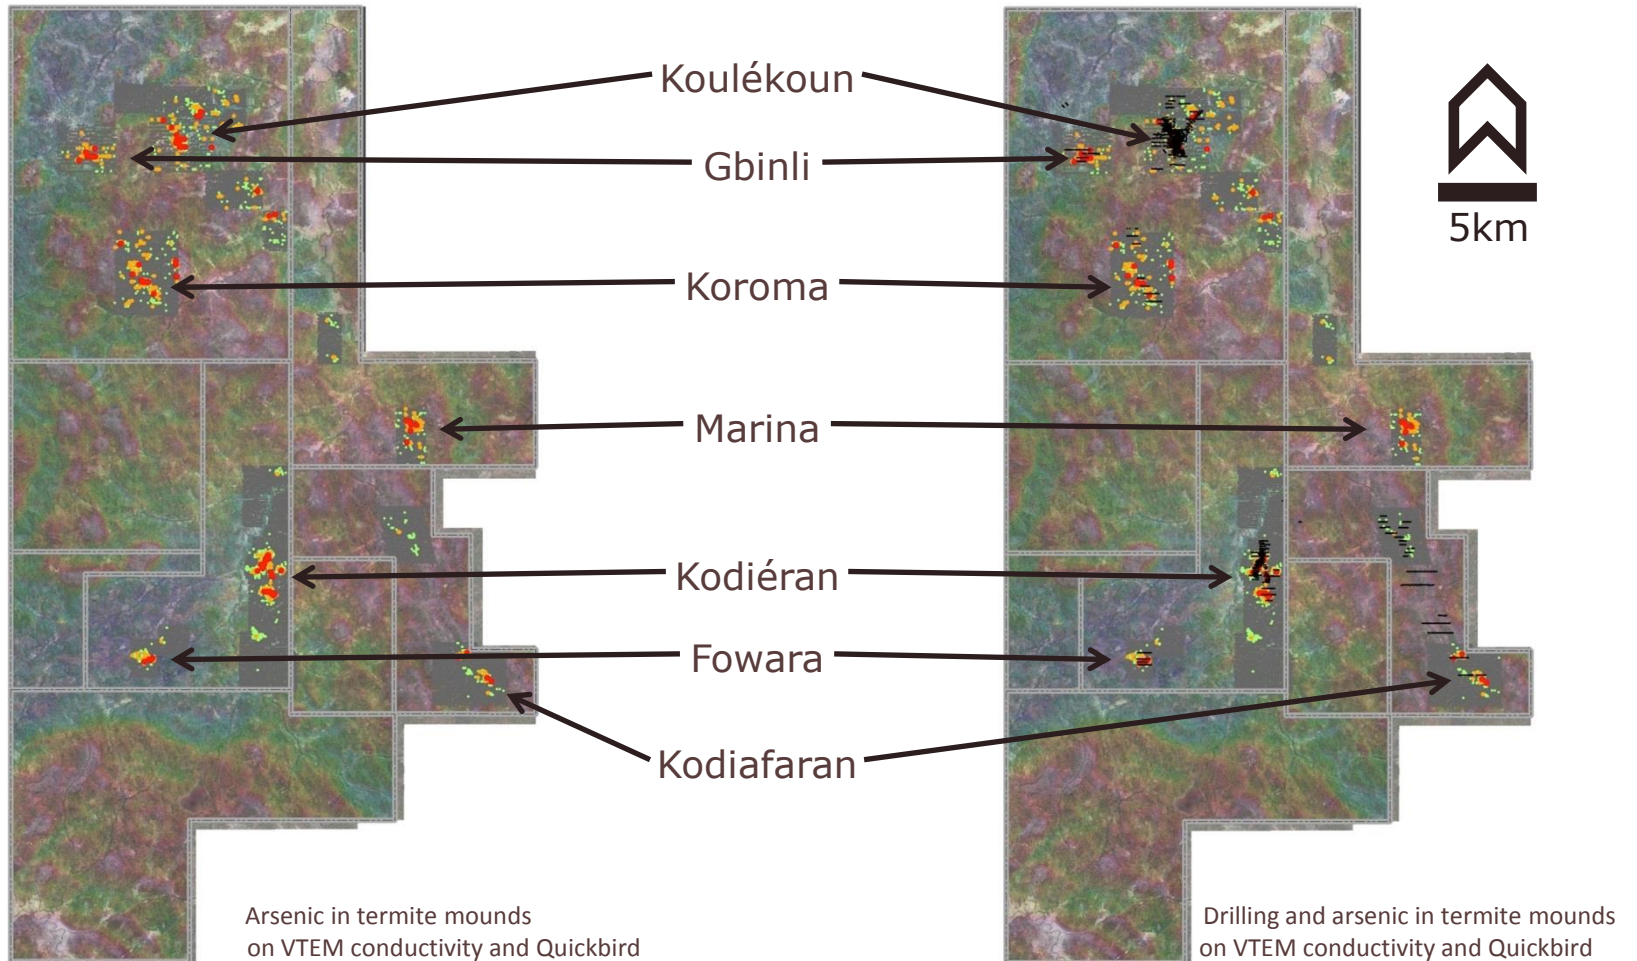 Koulékoun
Gbinli
5km
Koroma
Marina
Kodiéran
Fowara
Kodiafaran
Arsenic in termite mounds
on VTEM conductivity and Quickbird
Drilling and arsenic in termite mounds
on VTEM conductivity and Quickbird